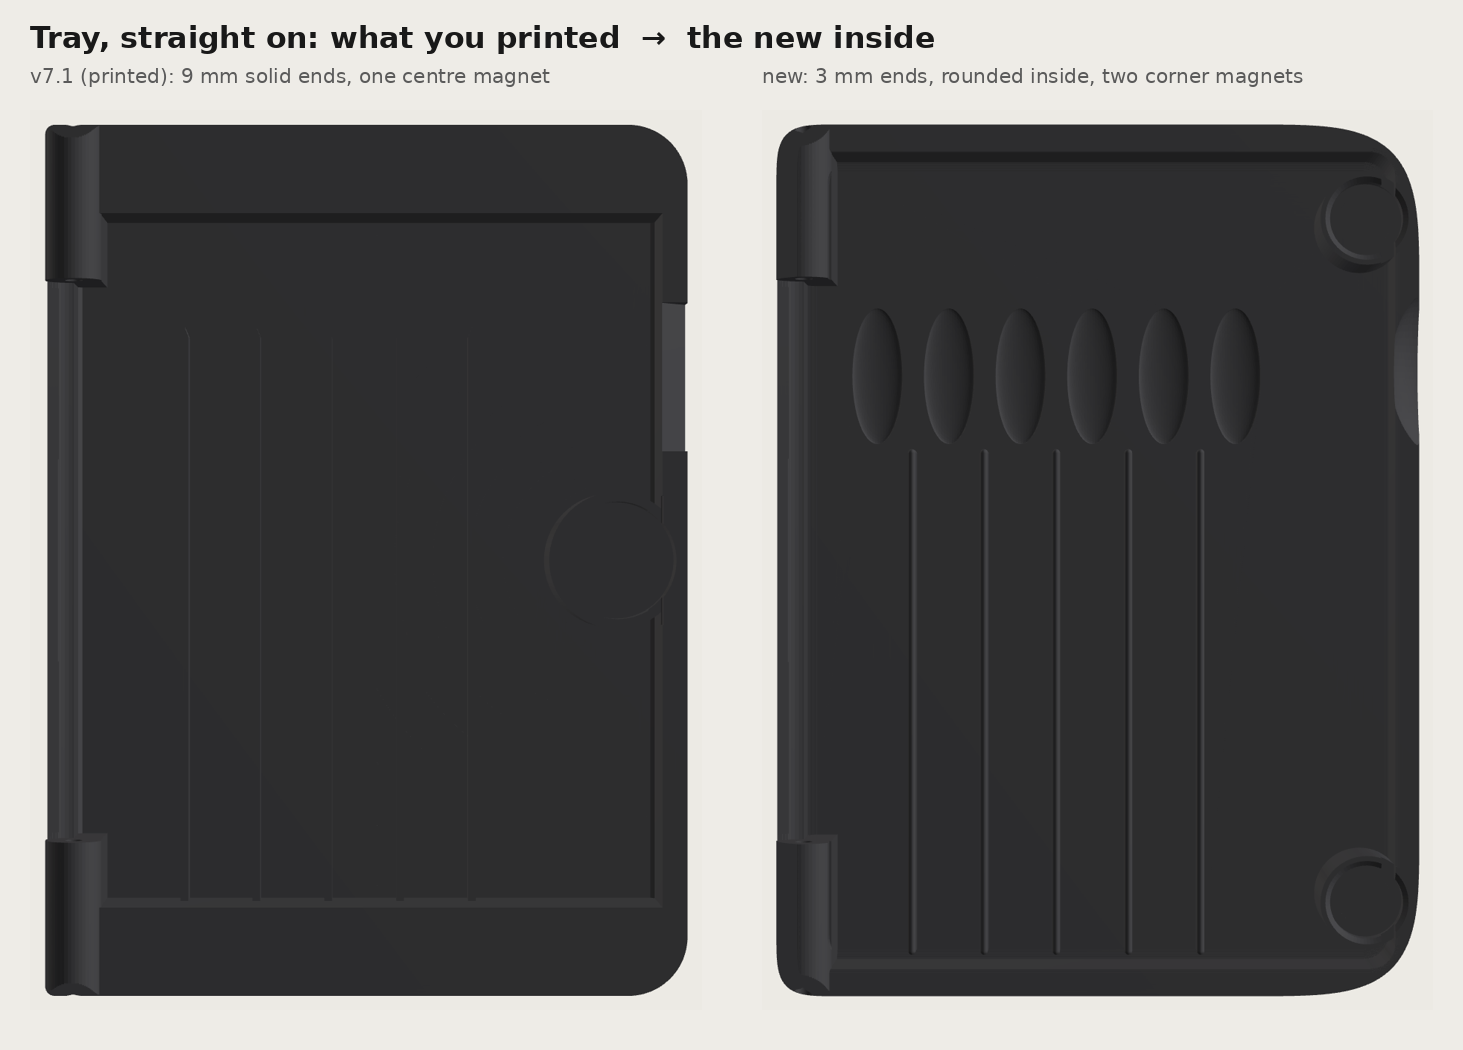 Tray, straight on: what you printed → the new inside
v7.1 (printed): 9 mm solid ends, one centre magnet
new: 3 mm ends, rounded inside, two corner magnets